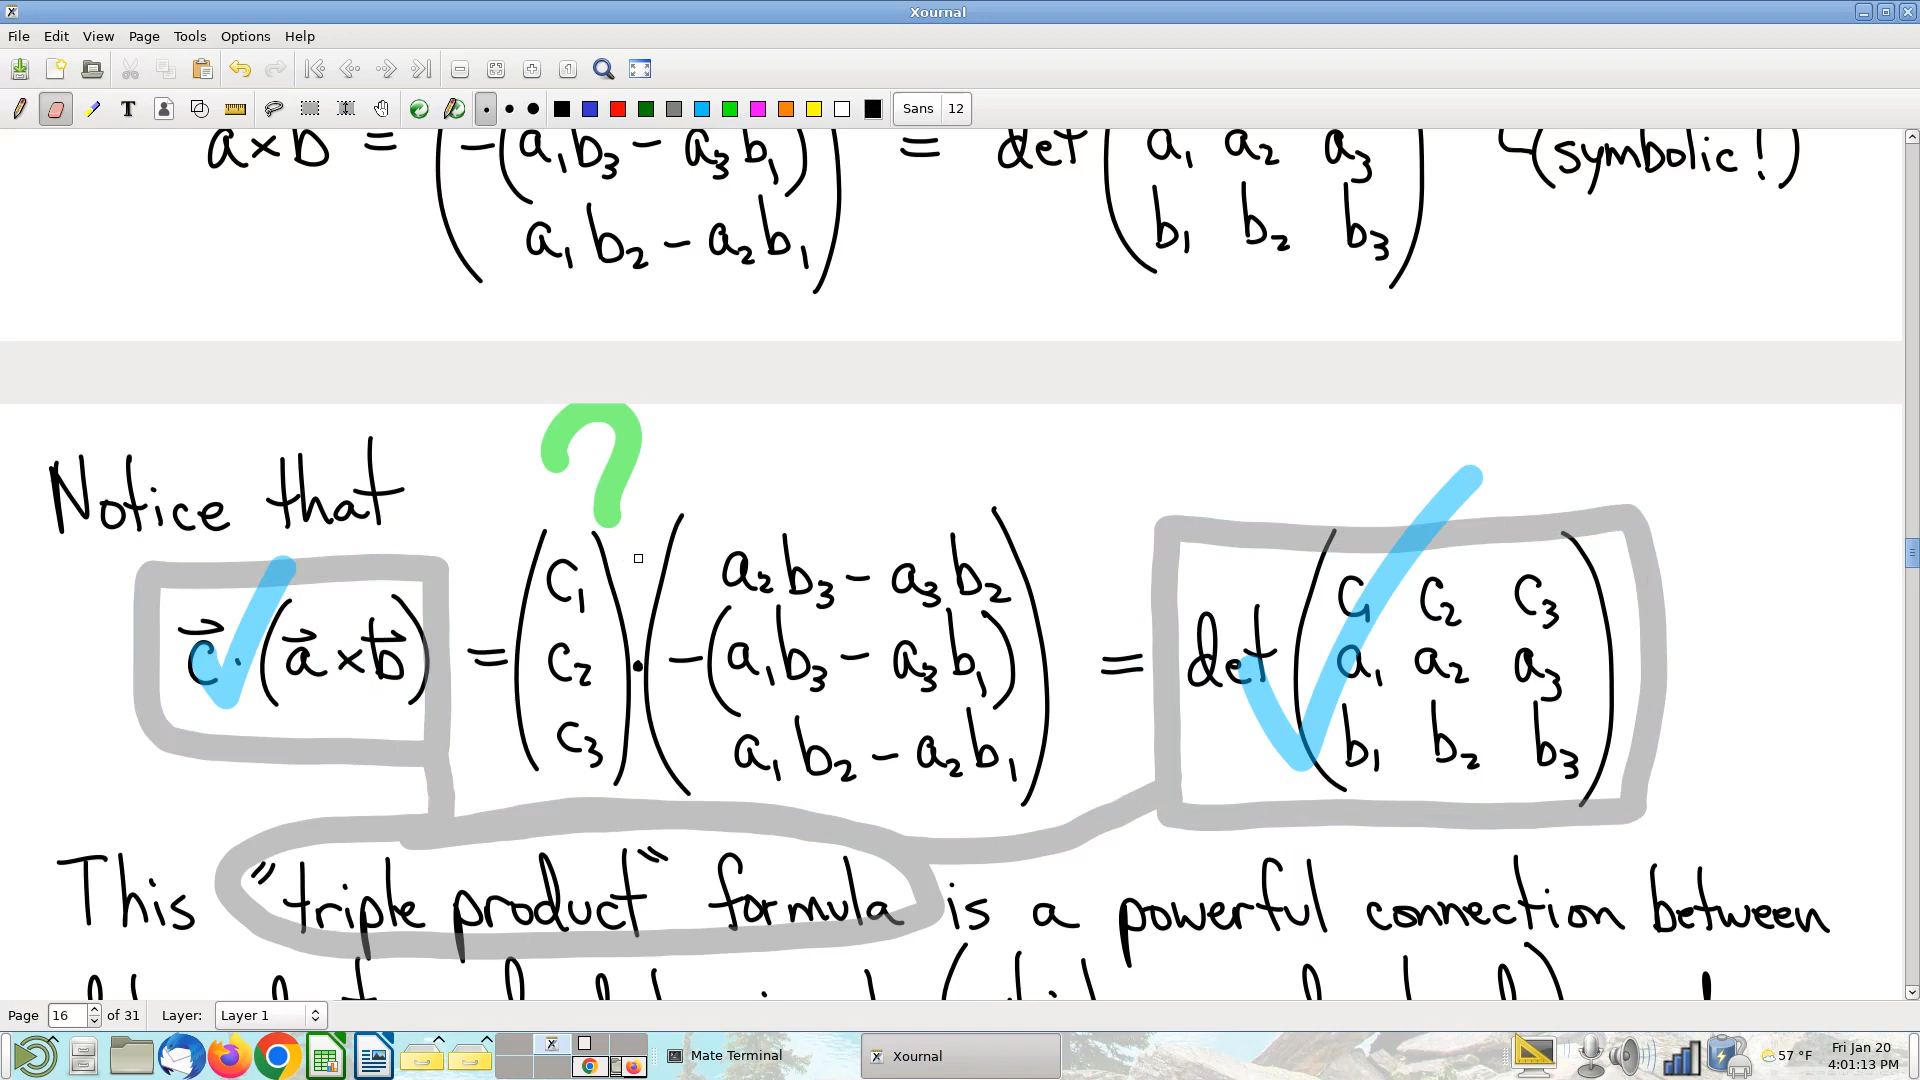 Xournal
File Edit View Page Tools Options Help
Sans 12
a×b = ( -(a₁b₃ - a₃b₁) = det ( a₁ a₂ a₃ (symbolic!)
a₁b₂ - a₂b₁ ) b₁ b₂ b₃ )
?
Notice that
c⃗ · (a⃗ × b⃗) = (c₁ c₂ c₃) · (a₂b₃ - a₃b₂ -(a₁b₃ - a₃b₁) a₁b₂ - a₂b₁) = det (c₁ c₂ c₃ a₁ a₂ a₃ b₁ b₂ b₃)
This "triple product" formula is a powerful connection between
Page 16 of 31 Layer: Layer 1
Mate Terminal Xournal 57 °F Fri Jan 20
4:01:13 PM